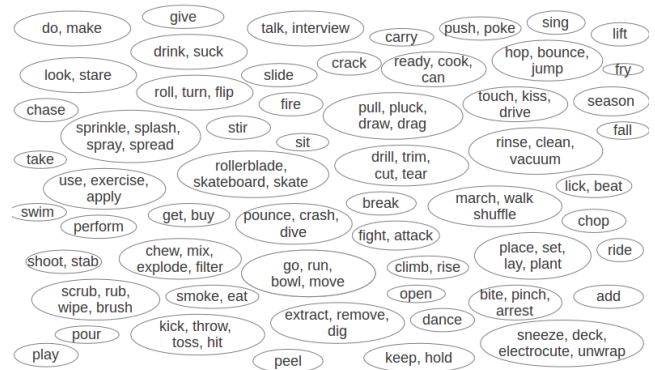 do, make
give
talk, interview
carry
push, poke
sing
lift
drink, suck
look, stare
slide
crack
ready, cook,
can
hop, bounce,
jump
fry
roll, turn, flip
chase
fire
pull, pluck,
draw, drag
touch, kiss,
drive
season
sprinkle, splash,
spray, spread
stir
sit
fall
take
rollerblade,
skateboard, skate
drill, trim,
cut, tear
rinse, clean,
vacuum
use, exercise,
apply
lick, beat
swim
perform
get, buy
pounce, crash,
dive
break
march, walk
shuffle
chop
fight, attack
shoot, stab
chew, mix,
explode, filter
go, run,
bowl, move
climb, rise
place, set,
lay, plant
ride
scrub, rub,
wipe, brush
smoke, eat
open
bite, pinch,
arrest
add
pour
kick, throw,
toss, hit
extract, remove,
dig
dance
sneeze, deck,
electrocute, unwrap
play
peel
keep, hold